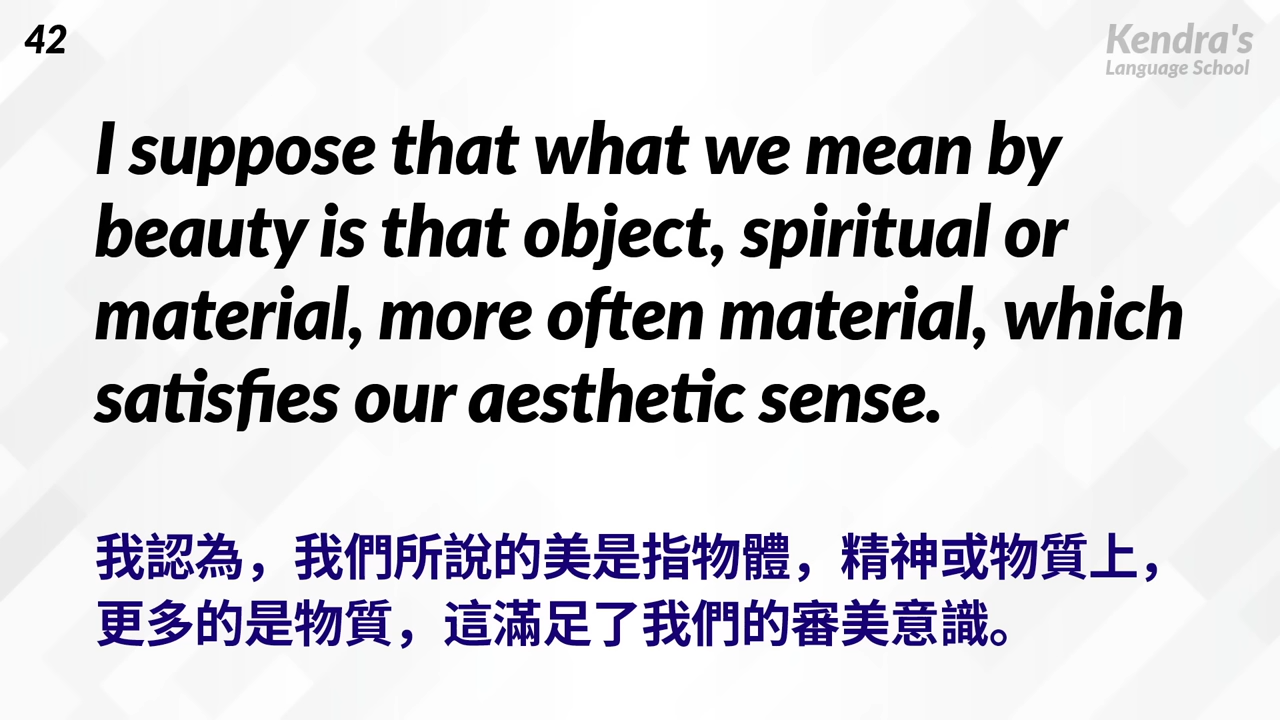 42
Kendra's
Language School
I suppose that what we mean by
beauty is that object, spiritual or
material, more often material, which
satisfies our aesthetic sense.
我認為，我們所說的美是指物體，精神或物質上，
更多的是物質，這滿足了我們的審美意識。